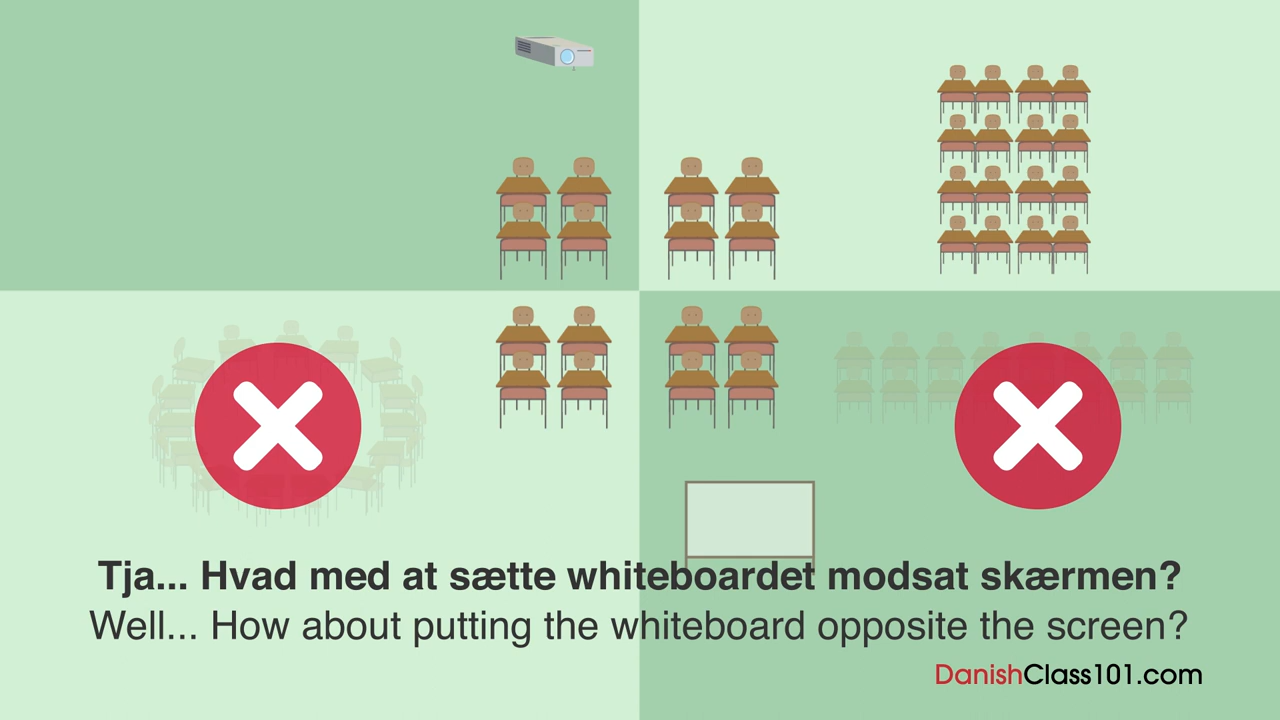 Tja... Hvad med at sætte whiteboardet modsat skærmen?
Well... How about putting the whiteboard opposite the screen?
DanishClass101.com